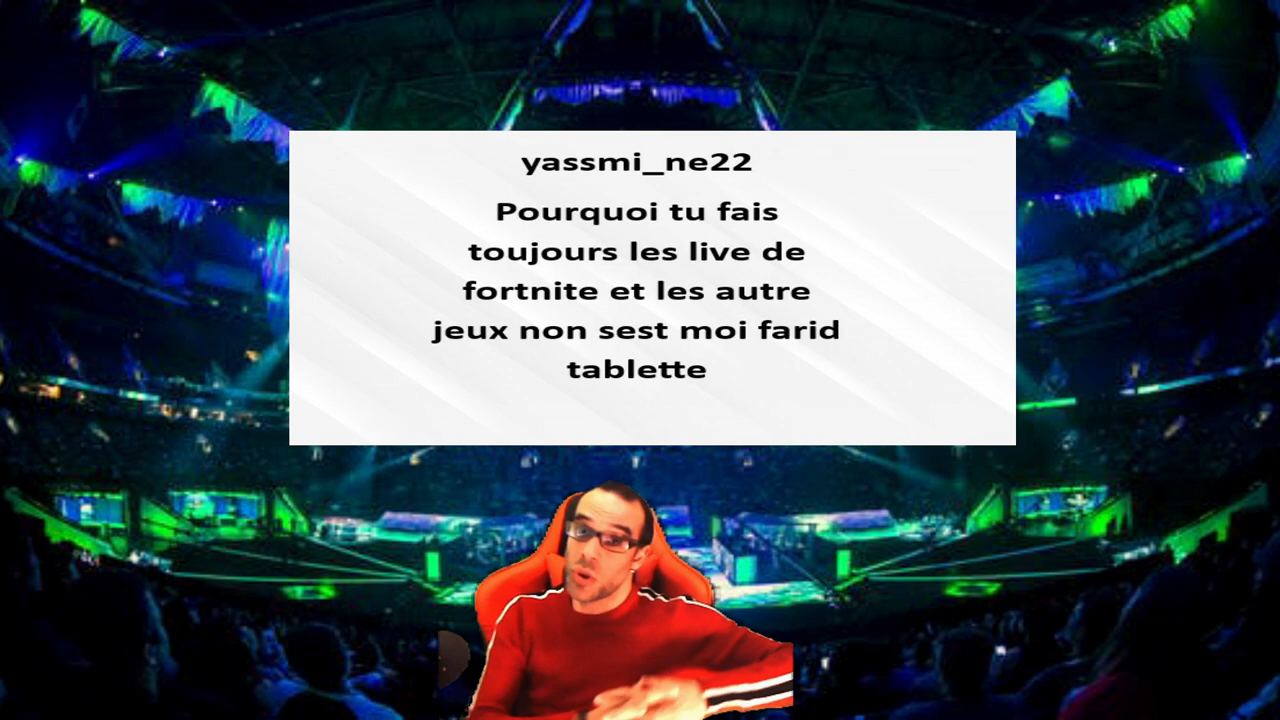 yassmi_ne22
Pourquoi tu fais
toujours les live de
fortnite et les autre
jeux non sest moi farid
tablette